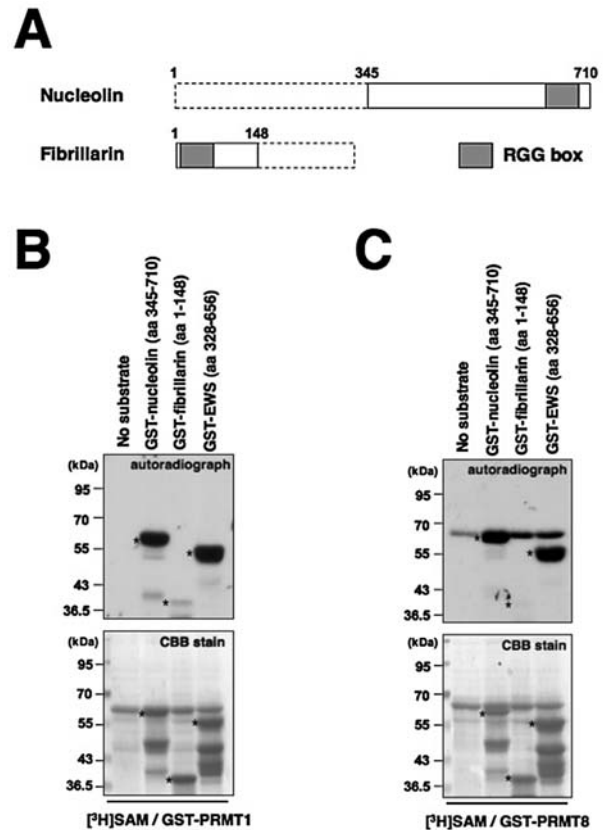 A
1 345 710
Nucleolin
1 148
Fibrillarin
RGG box
B
No substrate
GST-nucleolin (aa 345-710)
GST-fibrillarin (aa 1-148)
GST-EWS (aa 328-656)
(kDa)
autoradiograph
95
70
55
43
36.5
(kDa)
CBB stain
95
70
55
43
36.5
[³H]SAM / GST-PRMT1
C
No substrate
GST-nucleolin (aa 345-710)
GST-fibrillarin (aa 1-148)
GST-EWS (aa 328-656)
(kDa)
autoradiograph
95
70
55
43
36.5
(kDa)
CBB stain
95
70
55
43
36.5
[³H]SAM / GST-PRMT8